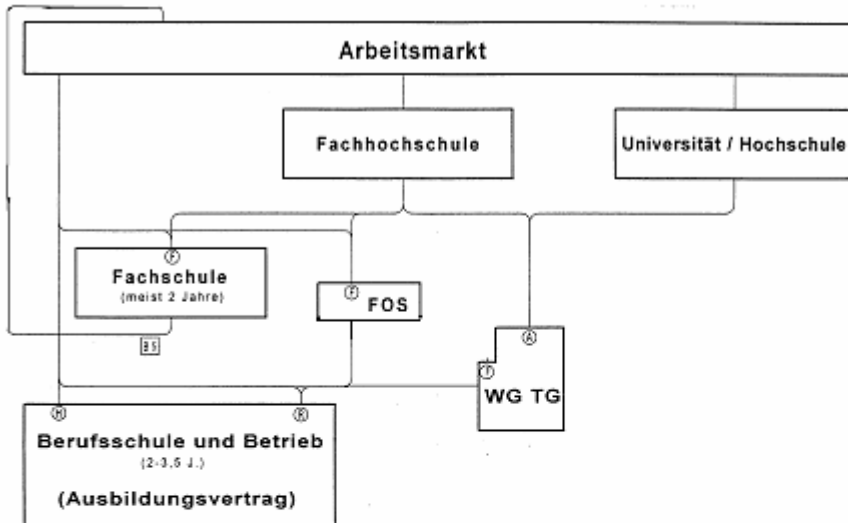 Arbeitsmarkt
Fachhochschule
Universität / Hochschule
F
Fachschule
(meist 2 Jahre)
F
FOS
BS
A
F
WG TG
H
R
Berufsschule und Betrieb
(2-3,5 J.)
(Ausbildungsvertrag)